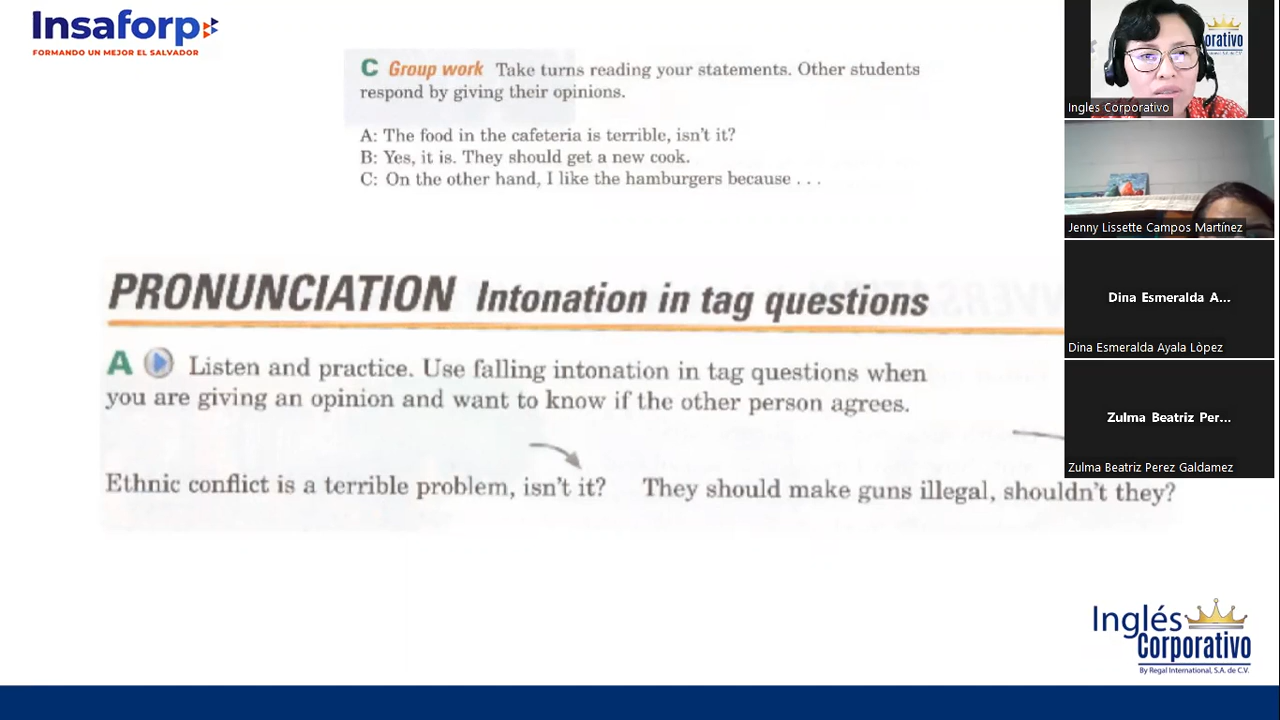 Insaforp
FORMANDO UN MEJOR EL SALVADOR
C Group work Take turns reading your statements. Other students
respond by giving their opinions.
A: The food in the cafeteria is terrible, isn't it?
B: Yes, it is. They should get a new cook.
C: On the other hand, I like the hamburgers because . . .
PRONUNCIATION Intonation in tag questions
A Listen and practice. Use falling intonation in tag questions when
you are giving an opinion and want to know if the other person agrees.
Ethnic conflict is a terrible problem, isn't it? They should make guns illegal, shouldn't they?
orporativo
Ingles Corporativo
Jenny Lissette Campos Martínez
Dina Esmeralda A...
Dina Esmeralda Ayala Lòpez
Zulma Beatriz Per...
Zulma Beatriz Perez Galdamez
Inglés
Corporativo
By Regal International, S.A. de C.V.